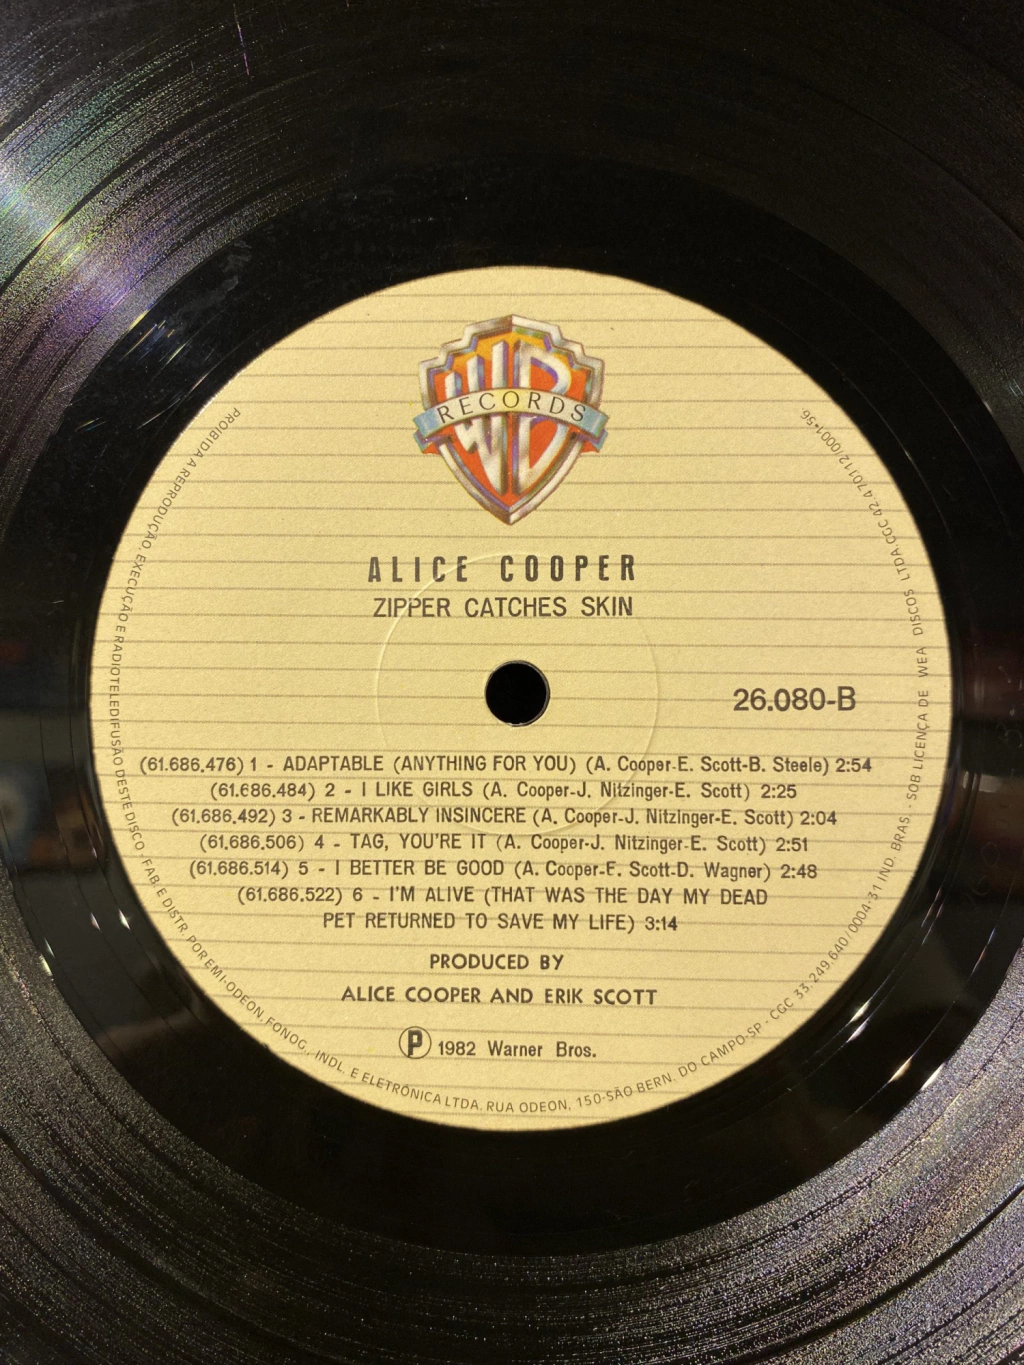 WB
RECORDS
ALICE COOPER
ZIPPER CATCHES SKIN
26.080-B
(61.686.476) 1 - ADAPTABLE (ANYTHING FOR YOU) (A. Cooper-E. Scott-B. Steele) 2:54
(61.686.484) 2 - I LIKE GIRLS (A. Cooper-J. Nitzinger-E. Scott) 2:25
(61.686.492) 3 - REMARKABLY INSINCERE (A. Cooper-J. Nitzinger-E. Scott) 2:04
(61.686.506) 4 - TAG, YOU'RE IT (A. Cooper-J. Nitzinger-E. Scott) 2:51
(61.686.514) 5 - I BETTER BE GOOD (A. Cooper-E. Scott-D. Wagner) 2:48
(61.686.522) 6 - I'M ALIVE (THAT WAS THE DAY MY DEAD
PET RETURNED TO SAVE MY LIFE) 3:14
PRODUCED BY
ALICE COOPER AND ERIK SCOTT
Ⓟ 1982 Warner Bros.
PROIBIDA A REPRODUÇÃO, EXECUÇÃO E RADIOTELEDIFUSÃO DESTE DISCO - FAB. E DISTR. POR EMI-ODEON, FONOG., INDL. E ELETRÔNICA LTDA. RUA ODEON, 150-SÃO BERN. DO CAMPO-SP - CGC 33.249.640/0004-31 IND. BRAS. - SOB LICENÇA DE WEA DISCOS LTDA.CGC 42.470112/0001-56